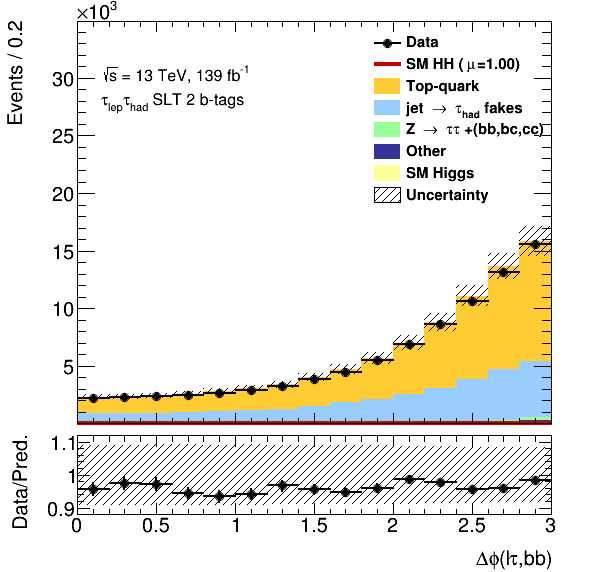 ×10³
Events / 0.2
30
25
20
15
10
5
√s = 13 TeV, 139 fb⁻¹
τlepτhad SLT 2 b-tags
Data
SM HH ( μ=1.00)
Top-quark
jet → τhad fakes
Z → ττ +(bb,bc,cc)
Other
SM Higgs
Uncertainty
Data/Pred.
1.1
1
0.9
0 0.5 1 1.5 2 2.5 3
Δϕ(lτ,bb)